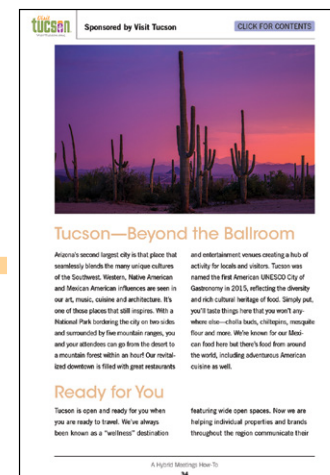 VISIT
tucson
Sponsored by Visit Tucson
CLICK FOR CONTENTS
Tucson—Beyond the Ballroom
Arizona's second largest city is that place that
seamlessly blends the many unique cultures
of the Southwest. Western, Native American
and Mexican American influences are seen in
our art, music, cuisine and architecture. It's
one of those places that still inspires. With a
National Park bordering the city on two sides
and surrounded by five mountain ranges, you
and your attendees can go from the desert to
a mountain forest within an hour! Our revital-
ized downtown is filled with great restaurants
and entertainment venues creating a hub of
activity for locals and visitors. Tucson was
named the first American UNESCO City of
Gastronomy in 2015, reflecting the diversity
and rich cultural heritage of food. Simply put,
you'll taste things here that you won't any-
where else—cholla buds, chiltepins, mesquite
flour and more. We're known for our Mexi-
can food here but there's food from around
the world, including adventurous American
cuisine as well.
Ready for You
Tucson is open and ready for you when
you are ready to travel. We've always
been known as a "wellness" destination
featuring wide open spaces. Now we are
helping individual properties and brands
throughout the region communicate their
A Hybrid Meetings How-To
34